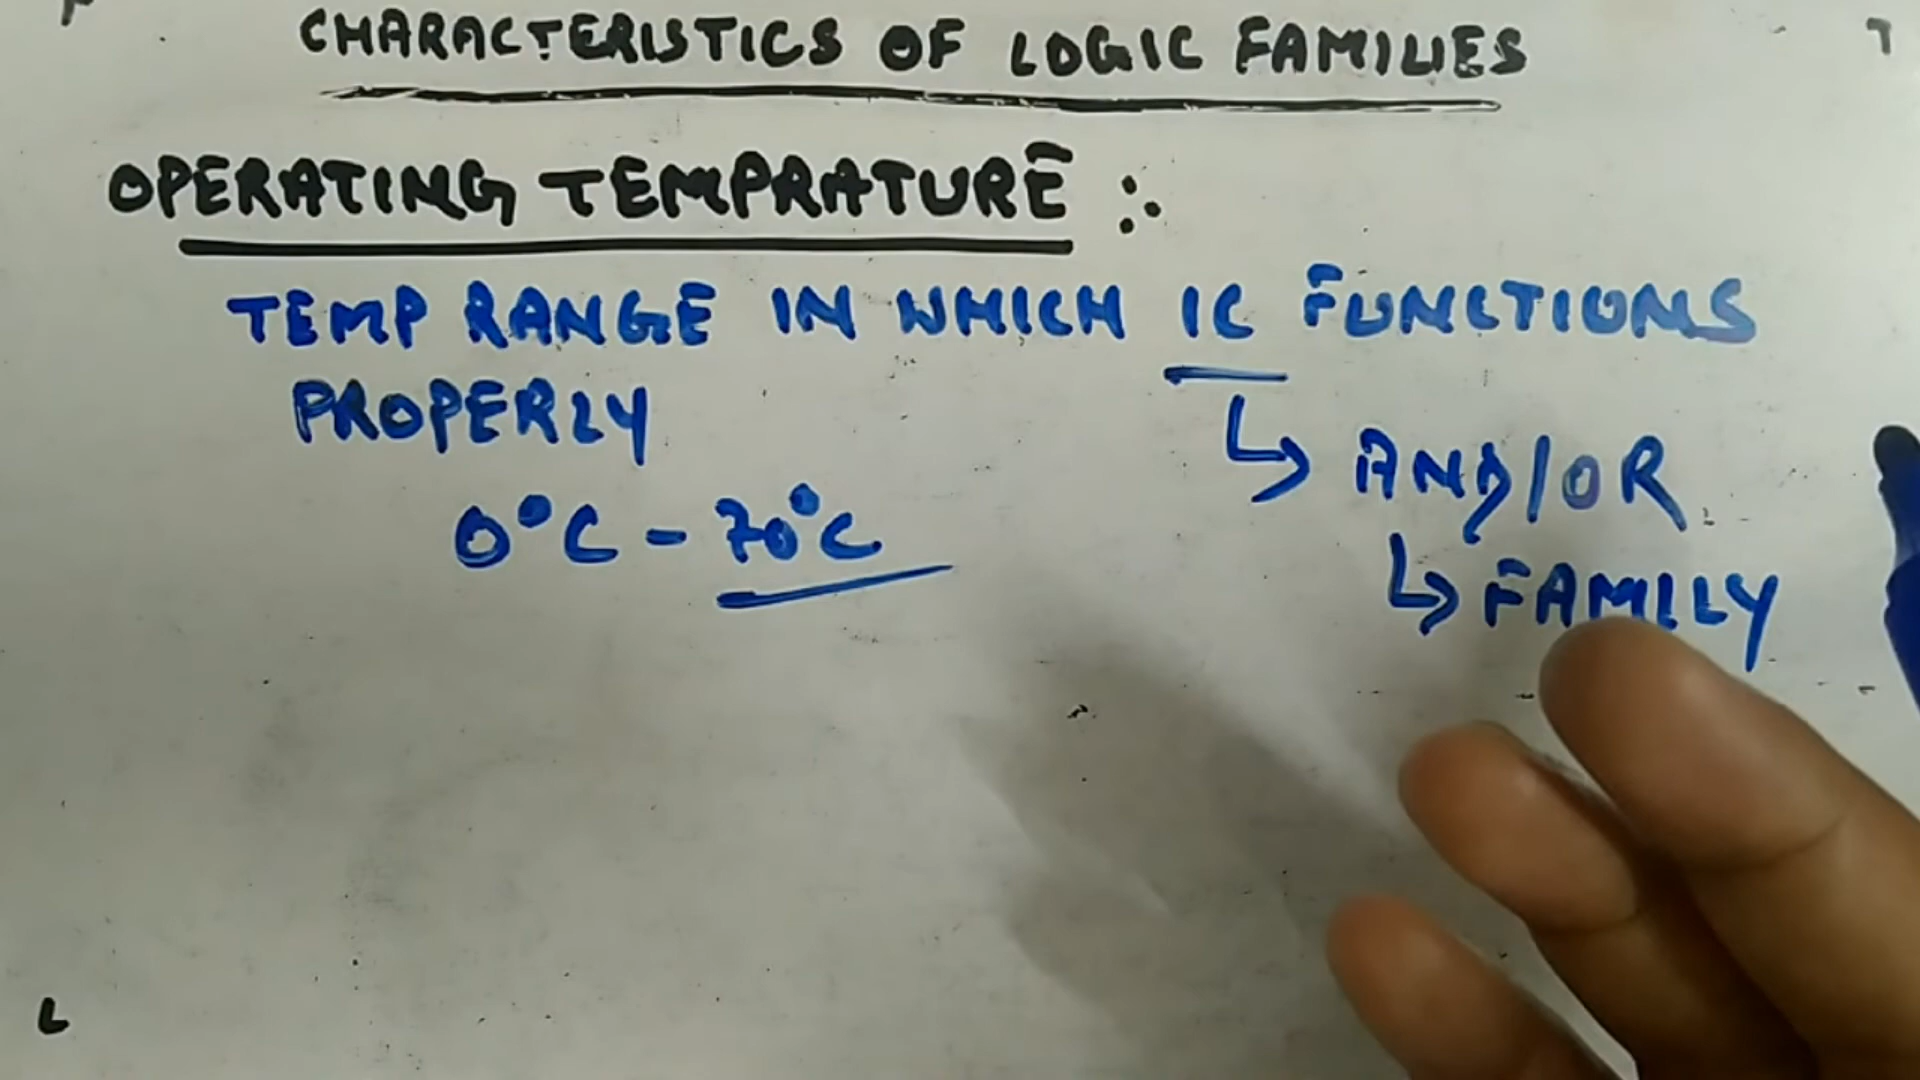 CHARACTERISTICS OF LOGIC FAMILIES
OPERATING TEMPRATURE :
TEMP RANGE IN WHICH IC FUNCTIONS
PROPERLY
↳ AND/OR
0°C - 70°C
↳ FAMILY
L